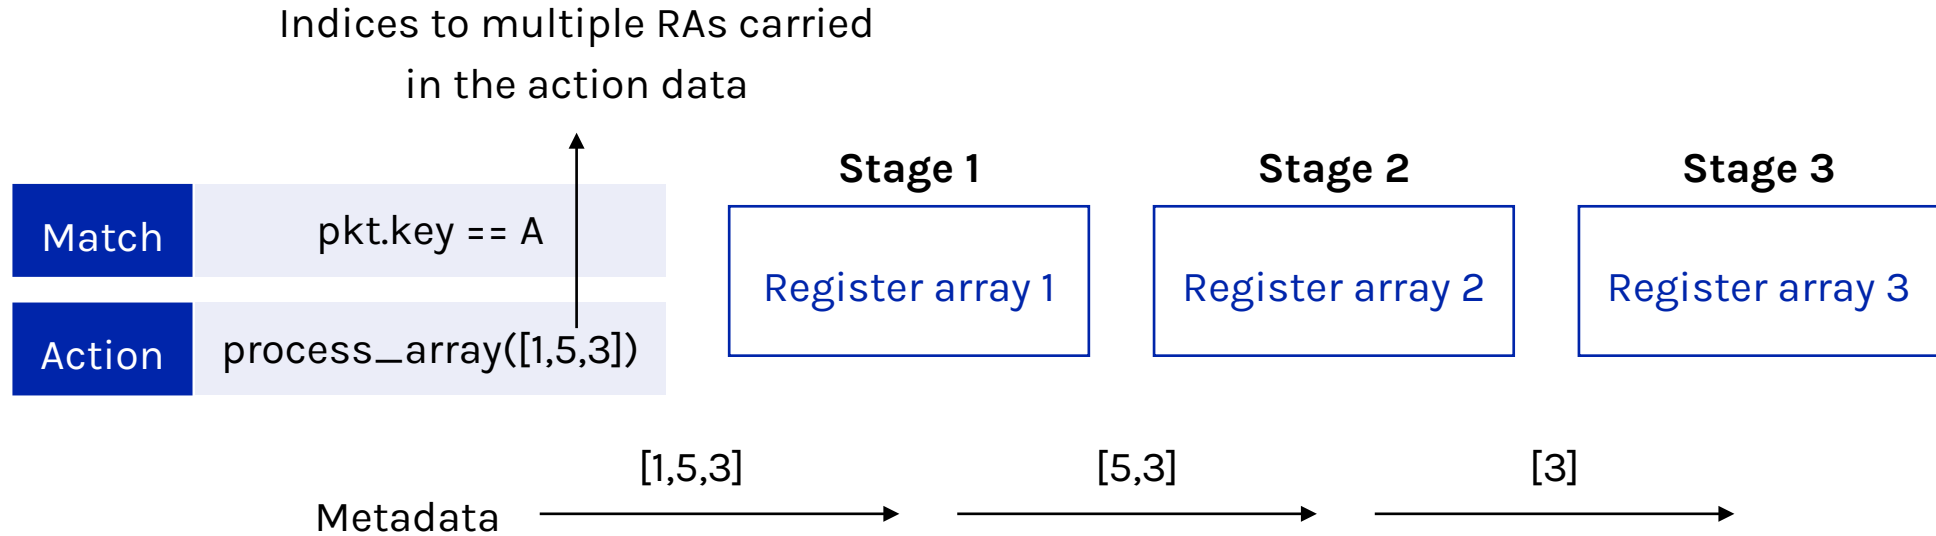 Indices to multiple RAs carried
in the action data
Stage 1
Stage 2
Stage 3
Match
pkt.key == A
Register array 1
Register array 2
Register array 3
Action
process_array([1,5,3])
[1,5,3]
[5,3]
[3]
Metadata